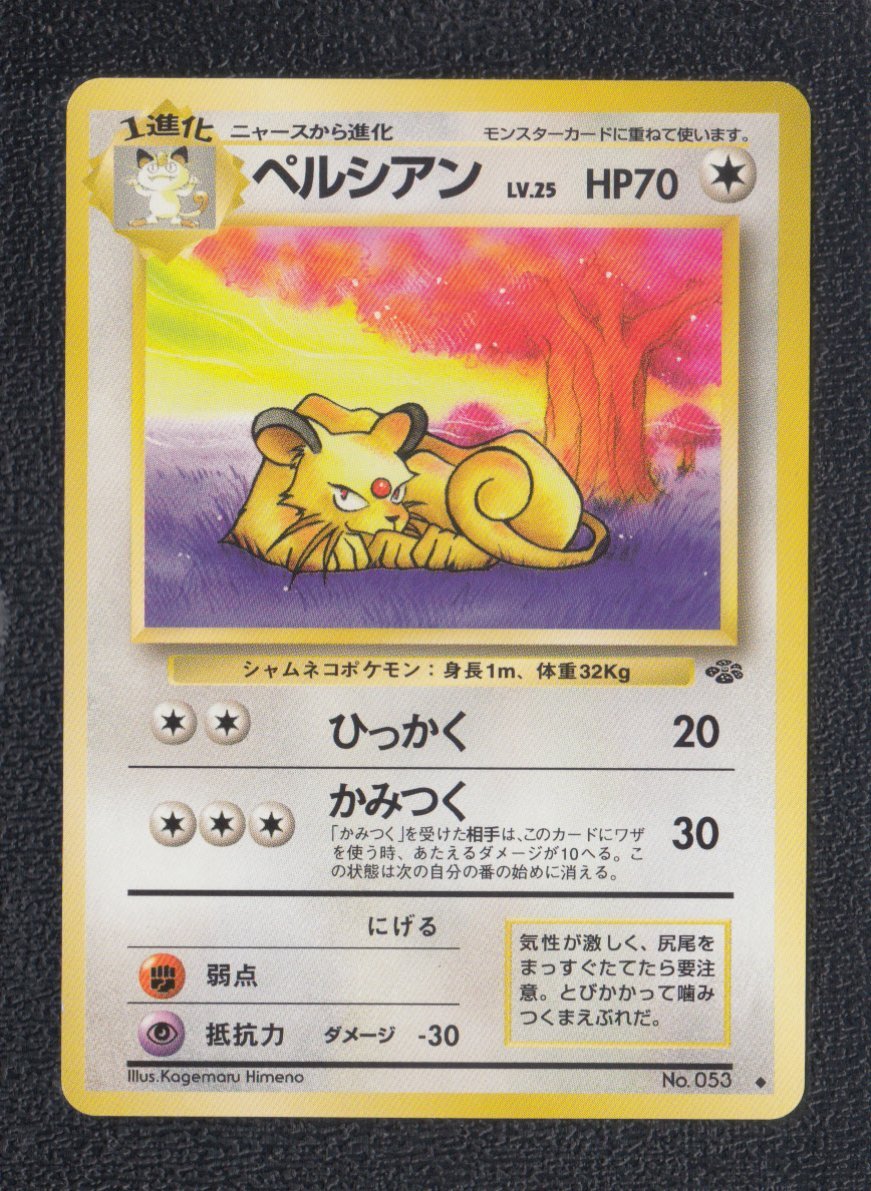 1進化
ニャースから進化
モンスターカードに重ねて使います。
ペルシアン LV.25 HP70
シャムネコポケモン：身長1m、体重32Kg
ひっかく 20
かみつく 30
「かみつく」を受けた相手は、このカードにワザ
を使う時、あたえるダメージが10へる。こ
の状態は次の自分の番の始めに消える。
にげる
弱点
抵抗力 ダメージ -30
気性が激しく、尻尾を
まっすぐたてたら要注
意。とびかかって噛み
つくまえぶれだ。
Illus.Kagemaru Himeno
No. 053